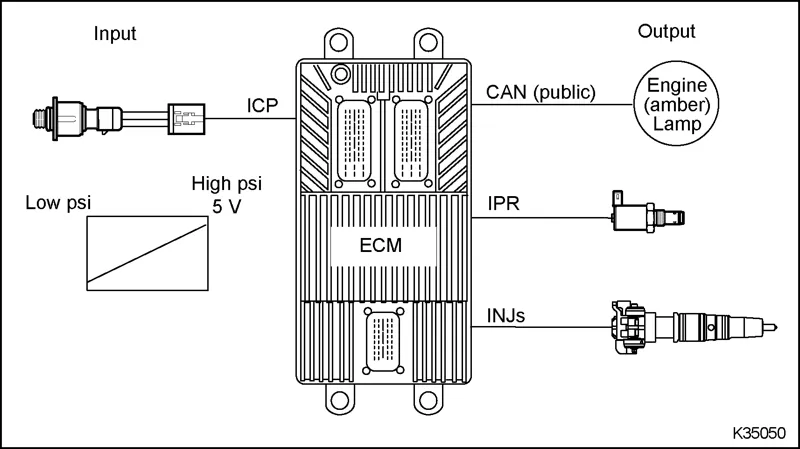 Input
Output
ICP
CAN (public)
Engine
(amber)
Lamp
Low psi
High psi
5 V
IPR
ECM
INJs
K35050